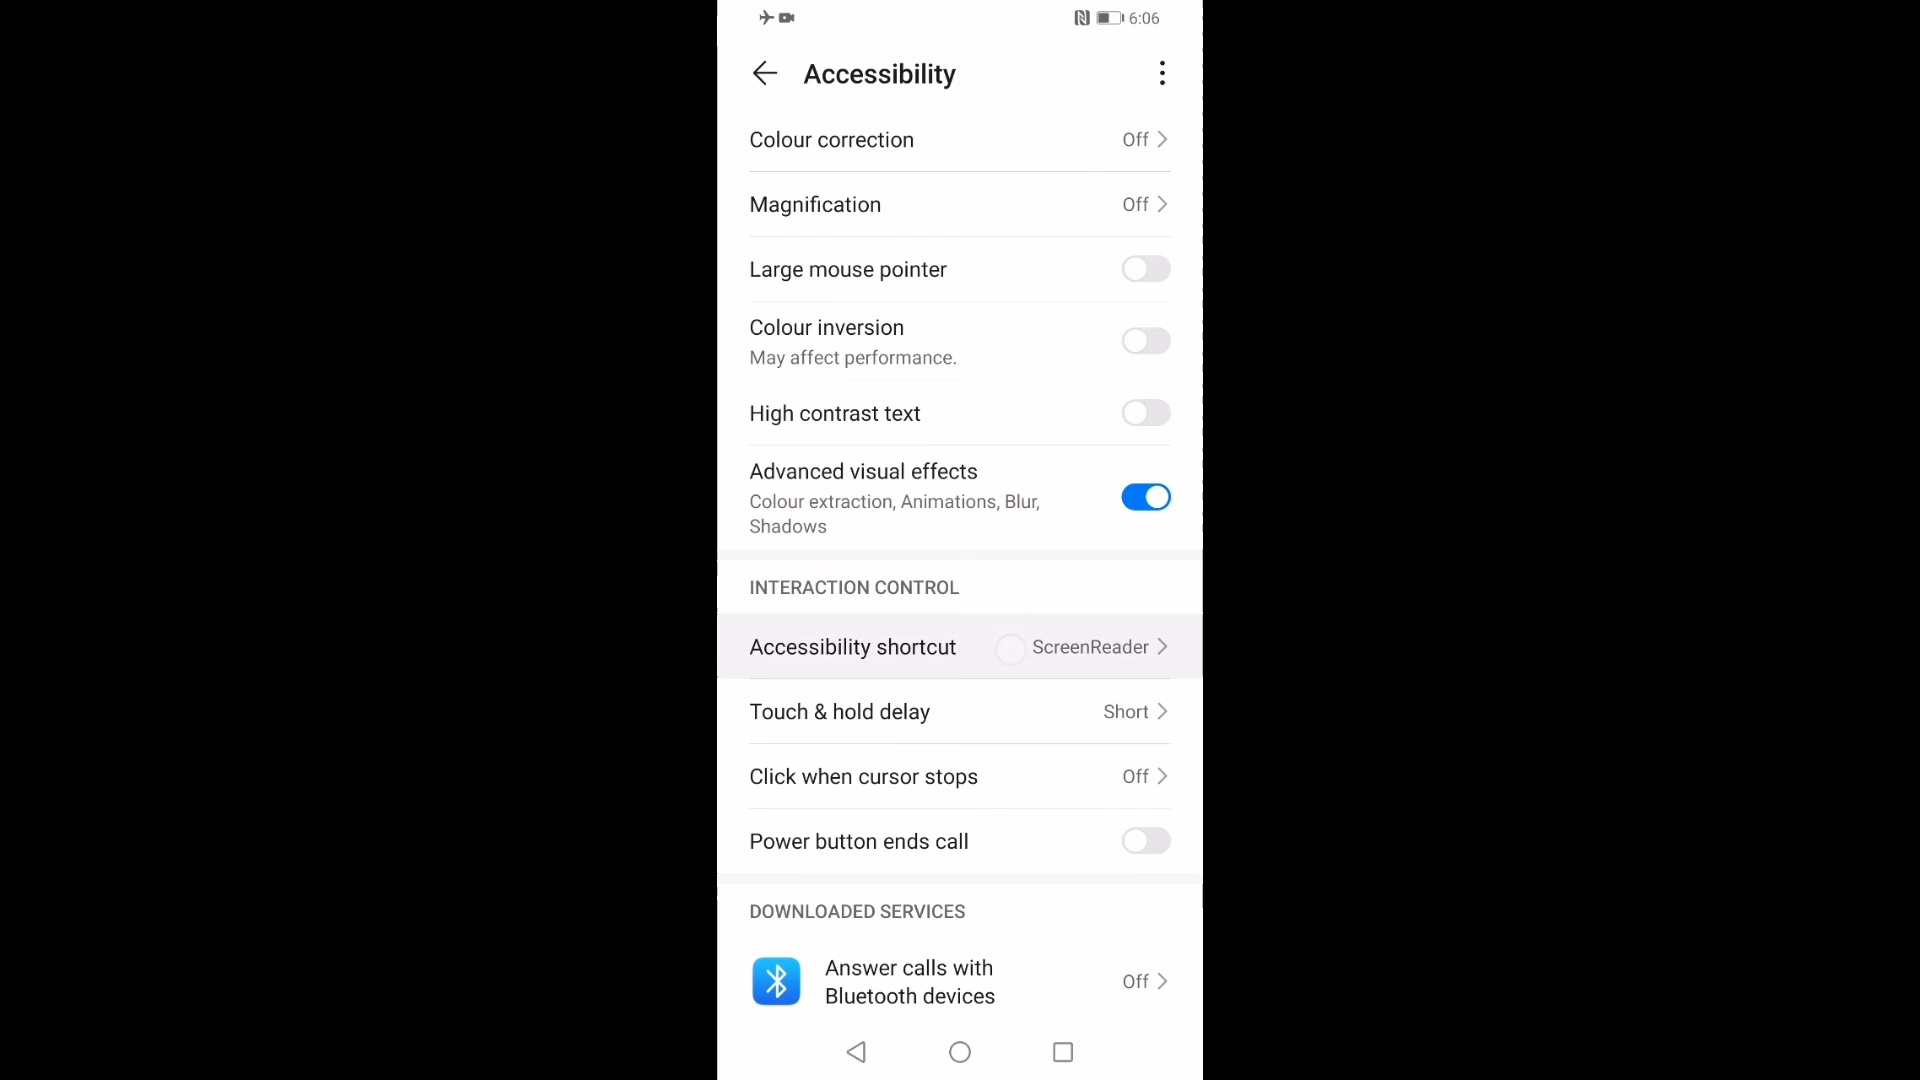 6:06
Accessibility
Colour correction Off
Magnification Off
Large mouse pointer
Colour inversion
May affect performance.
High contrast text
Advanced visual effects
Colour extraction, Animations, Blur,
Shadows
INTERACTION CONTROL
Accessibility shortcut ScreenReader
Touch & hold delay Short
Click when cursor stops Off
Power button ends call
DOWNLOADED SERVICES
Answer calls with
Bluetooth devices
Off